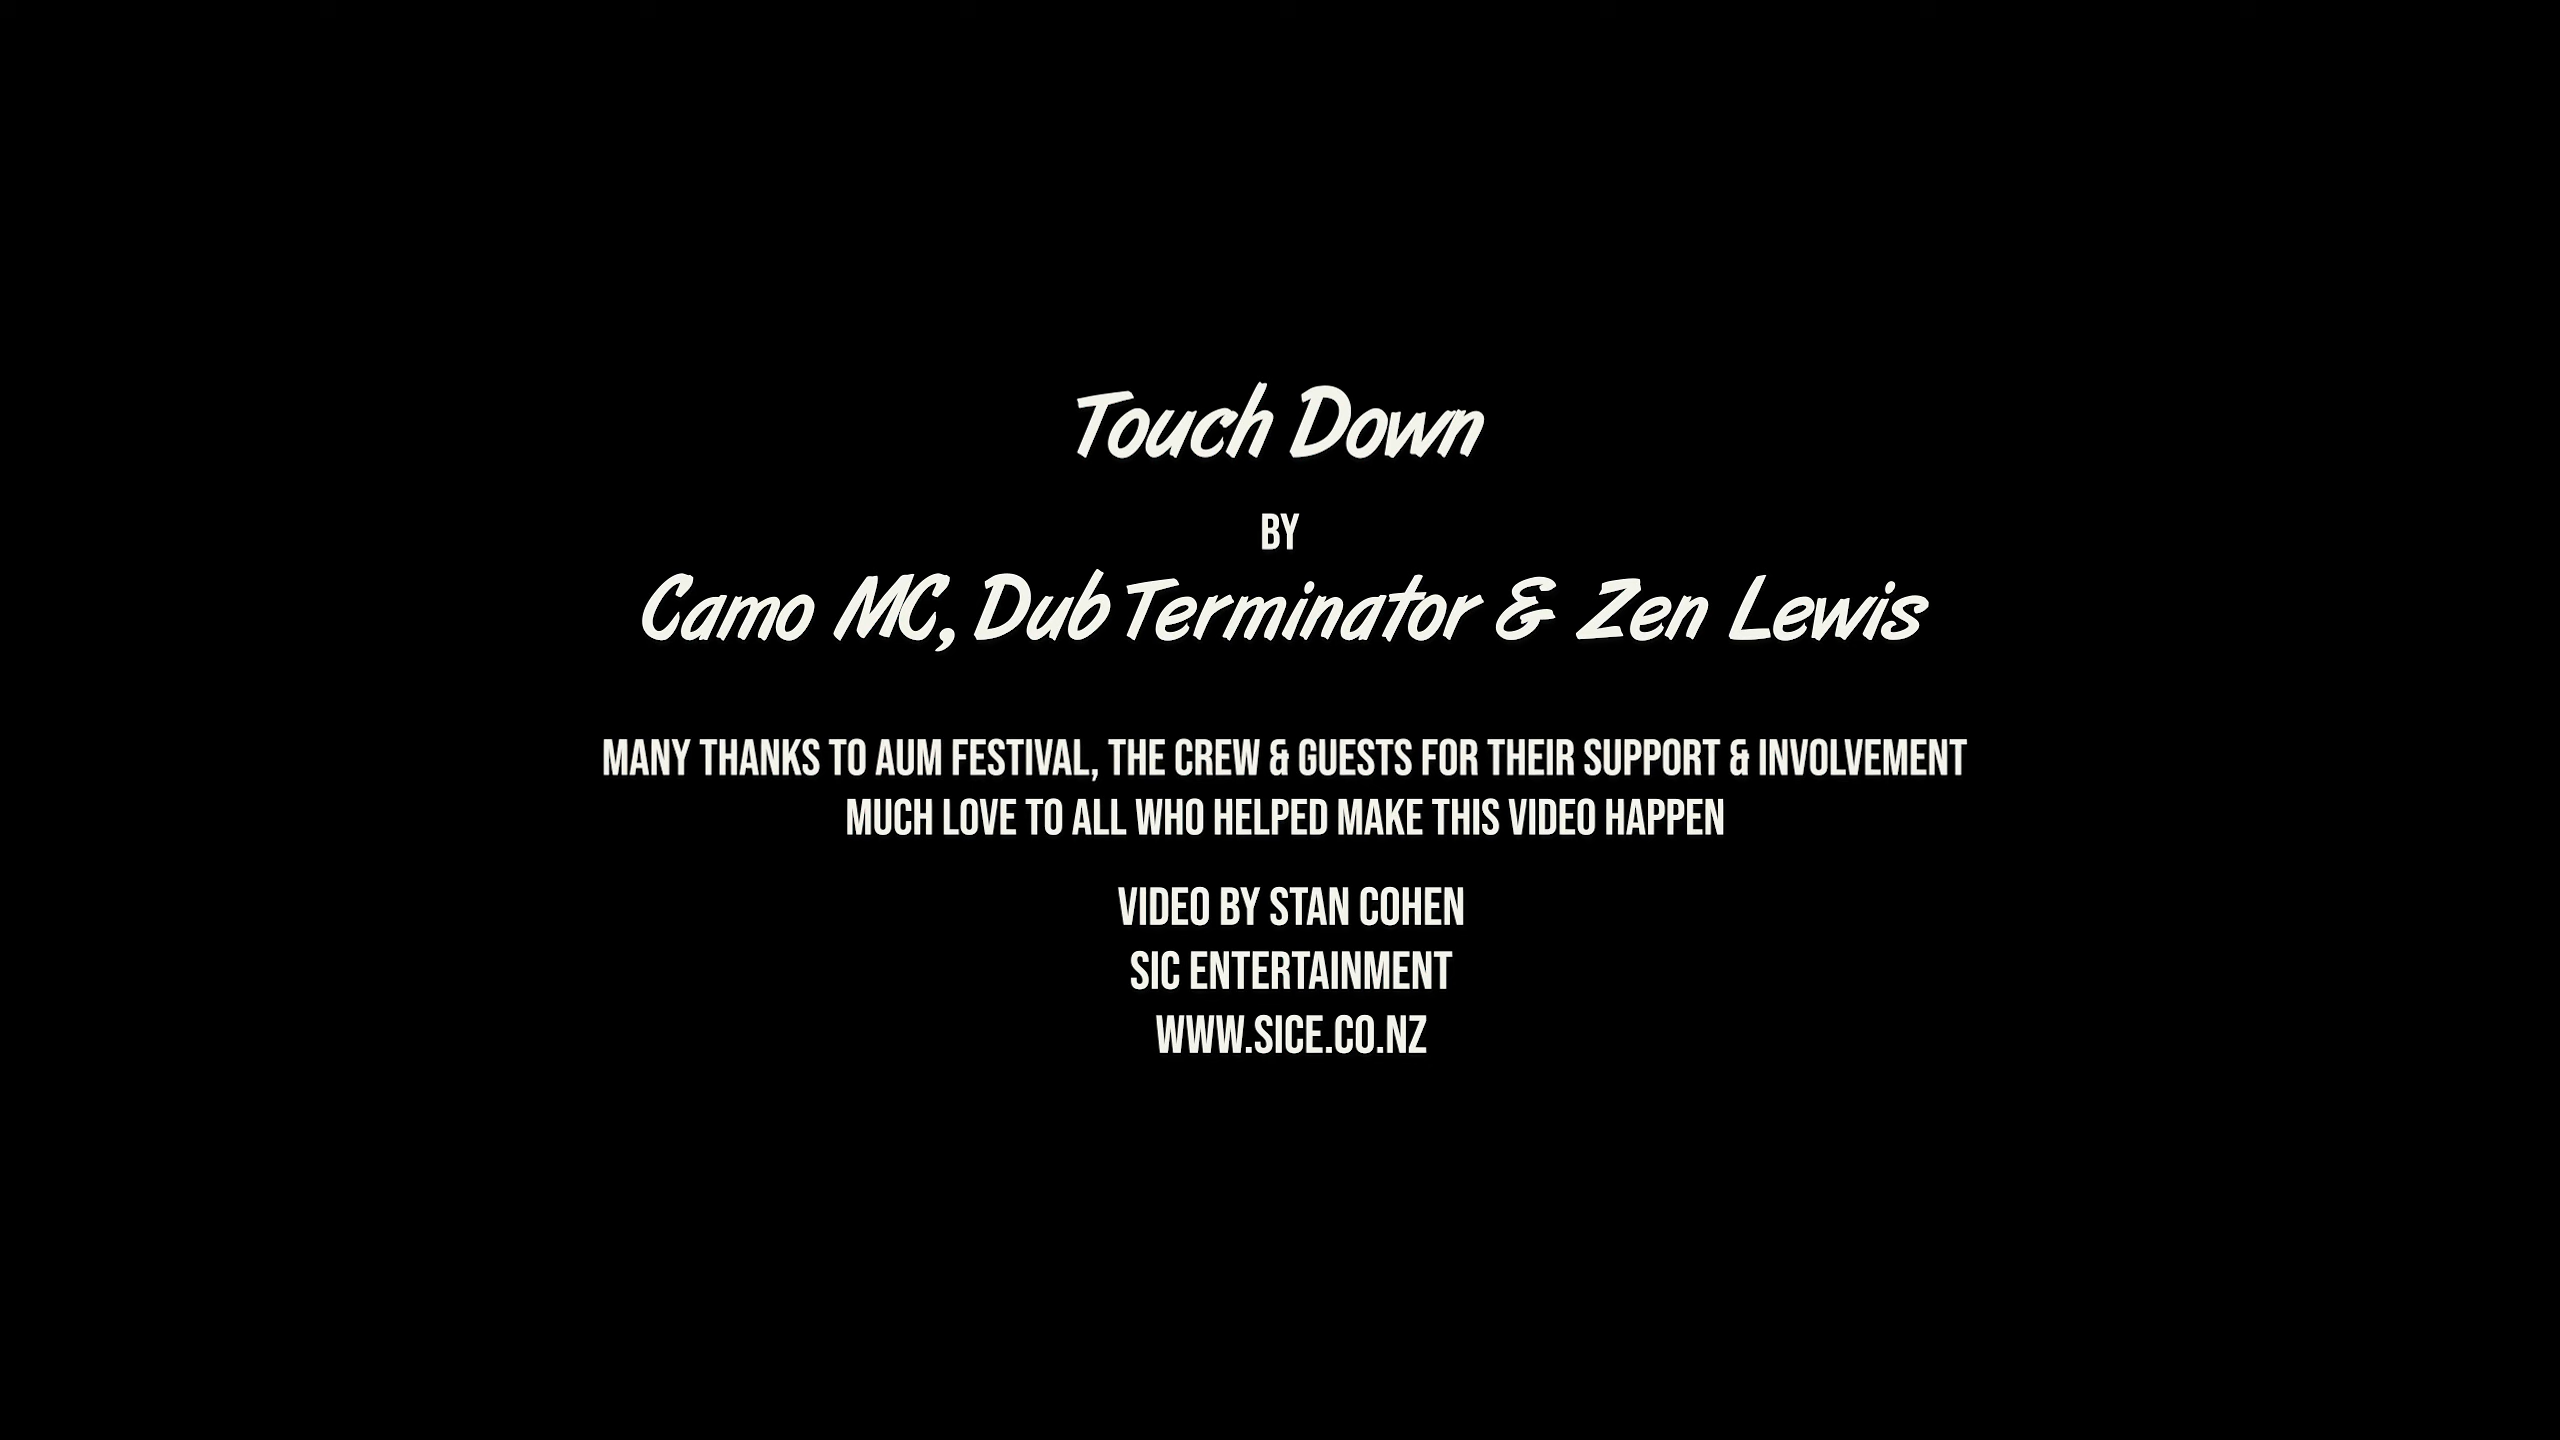 Touch Down
BY
Camo MC, Dub Terminator & Zen Lewis
MANY THANKS TO AUM FESTIVAL, THE CREW & GUESTS FOR THEIR SUPPORT & INVOLVEMENT
MUCH LOVE TO ALL WHO HELPED MAKE THIS VIDEO HAPPEN
VIDEO BY STAN COHEN
SIC ENTERTAINMENT
WWW.SICE.CO.NZ